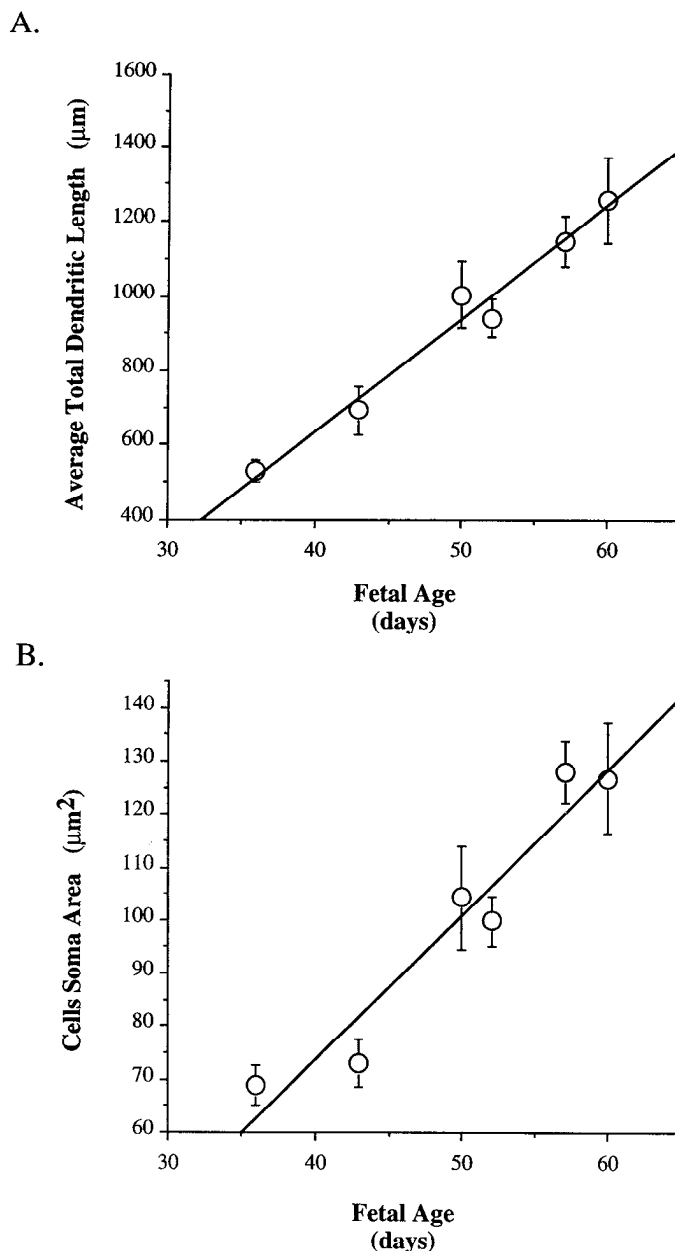 A.
1600
1400
1200
1000
800
600
400
Average Total Dendritic Length (µm)
30 40 50 60
Fetal Age
(days)
B.
140
130
120
110
100
90
80
70
60
Cells Soma Area (µm²)
30 40 50 60
Fetal Age
(days)